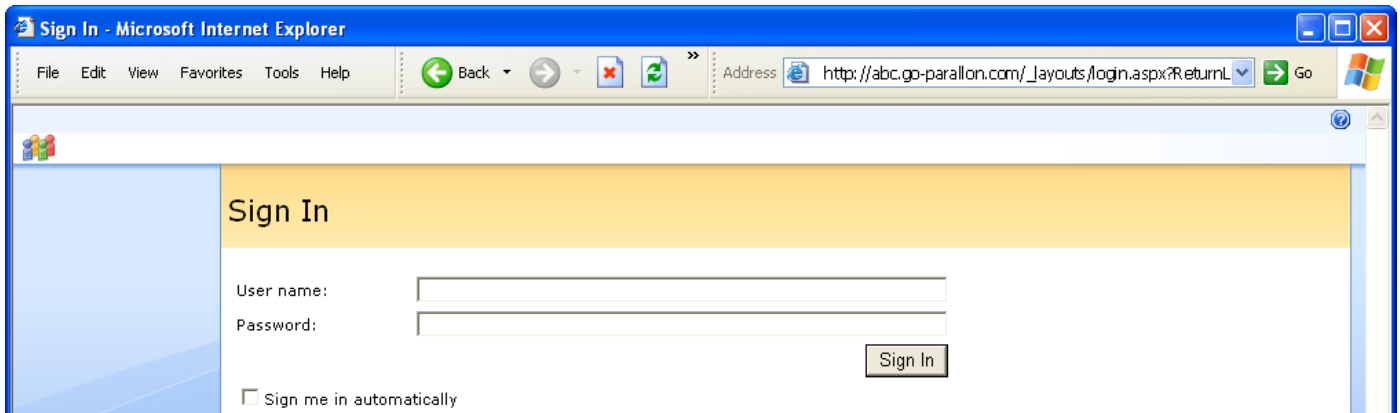 Sign In - Microsoft Internet Explorer
File Edit View Favorites Tools Help Back » Address http://abc.go-parallon.com/_layouts/login.aspx?ReturnL Go
Sign In
User name:
Password:
Sign In
Sign me in automatically